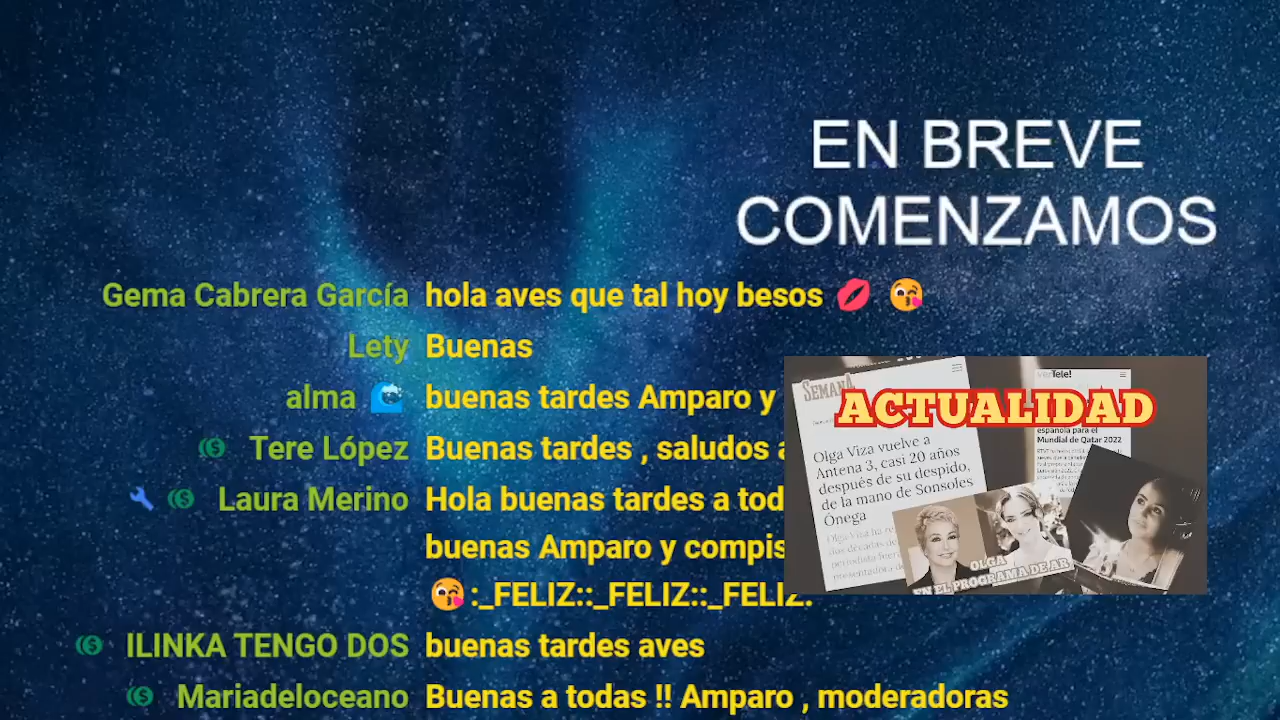 EN BREVE
COMENZAMOS
Gema Cabrera García hola aves que tal hoy besos 💋 😘
Lety Buenas
alma 🌊 buenas tardes Amparo y
Tere López Buenas tardes , saludos a
Laura Merino Hola buenas tardes a tod
buenas Amparo y compis
😘:_FELIZ::_FELIZ::_FELIZ:
ILINKA TENGO DOS buenas tardes aves
Mariadeloceano Buenas a todas !! Amparo , moderadoras
SEMANA
Tele!
ACTUALIDAD
española para el
Mundial de Qatar 2022
Olga Viza vuelve a
Antena 3, casi 20 años
después de su despido,
de la mano de Sonsoles
Ónega
OLGA
EN EL PROGRAMA DE AR